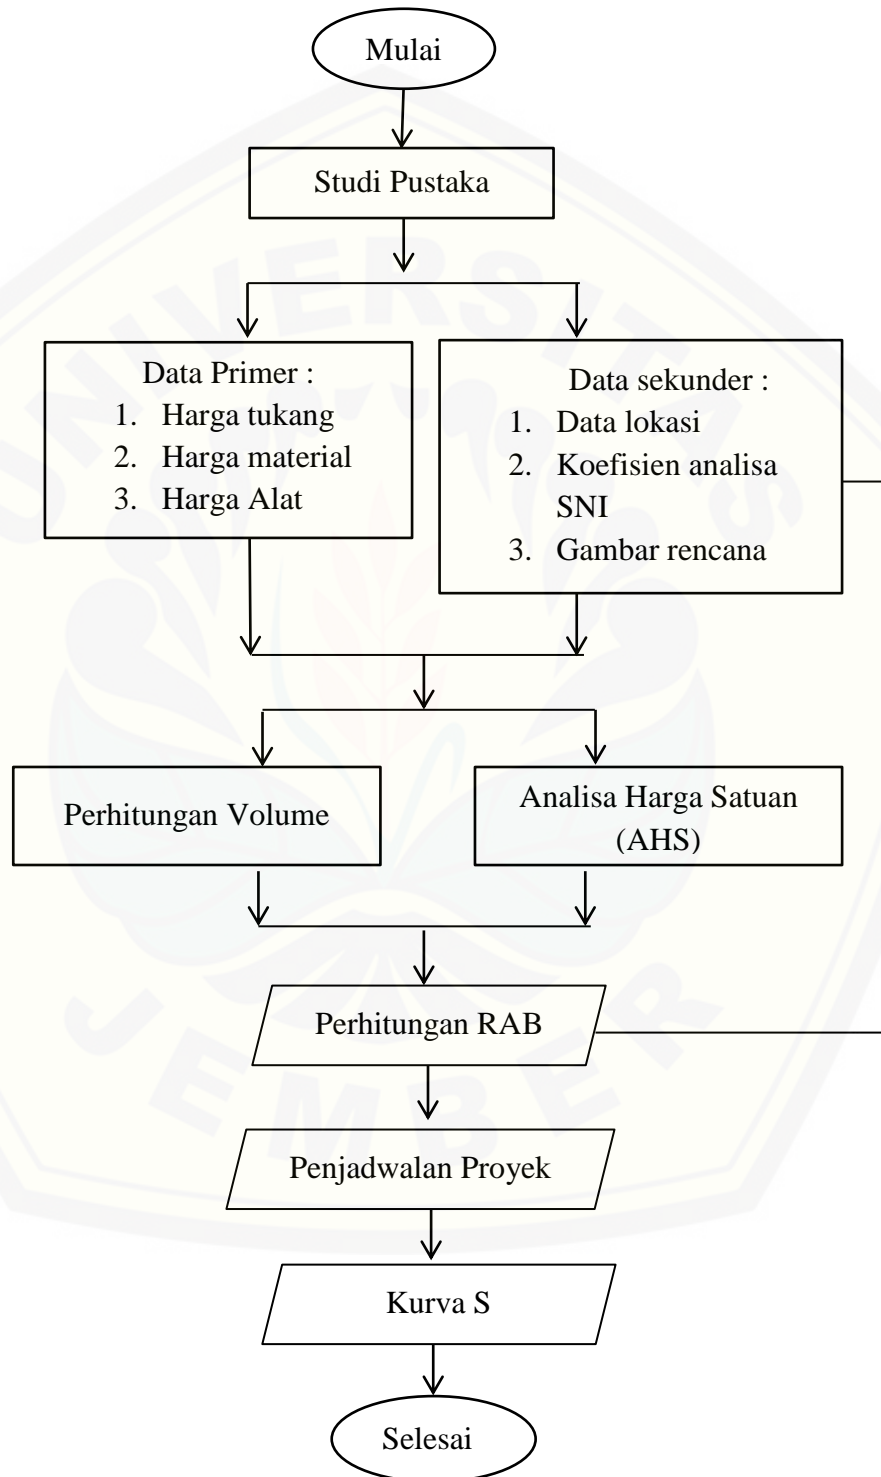 Mulai
Studi Pustaka
Data Primer :
1. Harga tukang
2. Harga material
3. Harga Alat
Data sekunder :
1. Data lokasi
2. Koefisien analisa
SNI
3. Gambar rencana
Perhitungan Volume
Analisa Harga Satuan
(AHS)
Perhitungan RAB
Penjadwalan Proyek
Kurva S
Selesai
UNIVERSITAS
JEMBER